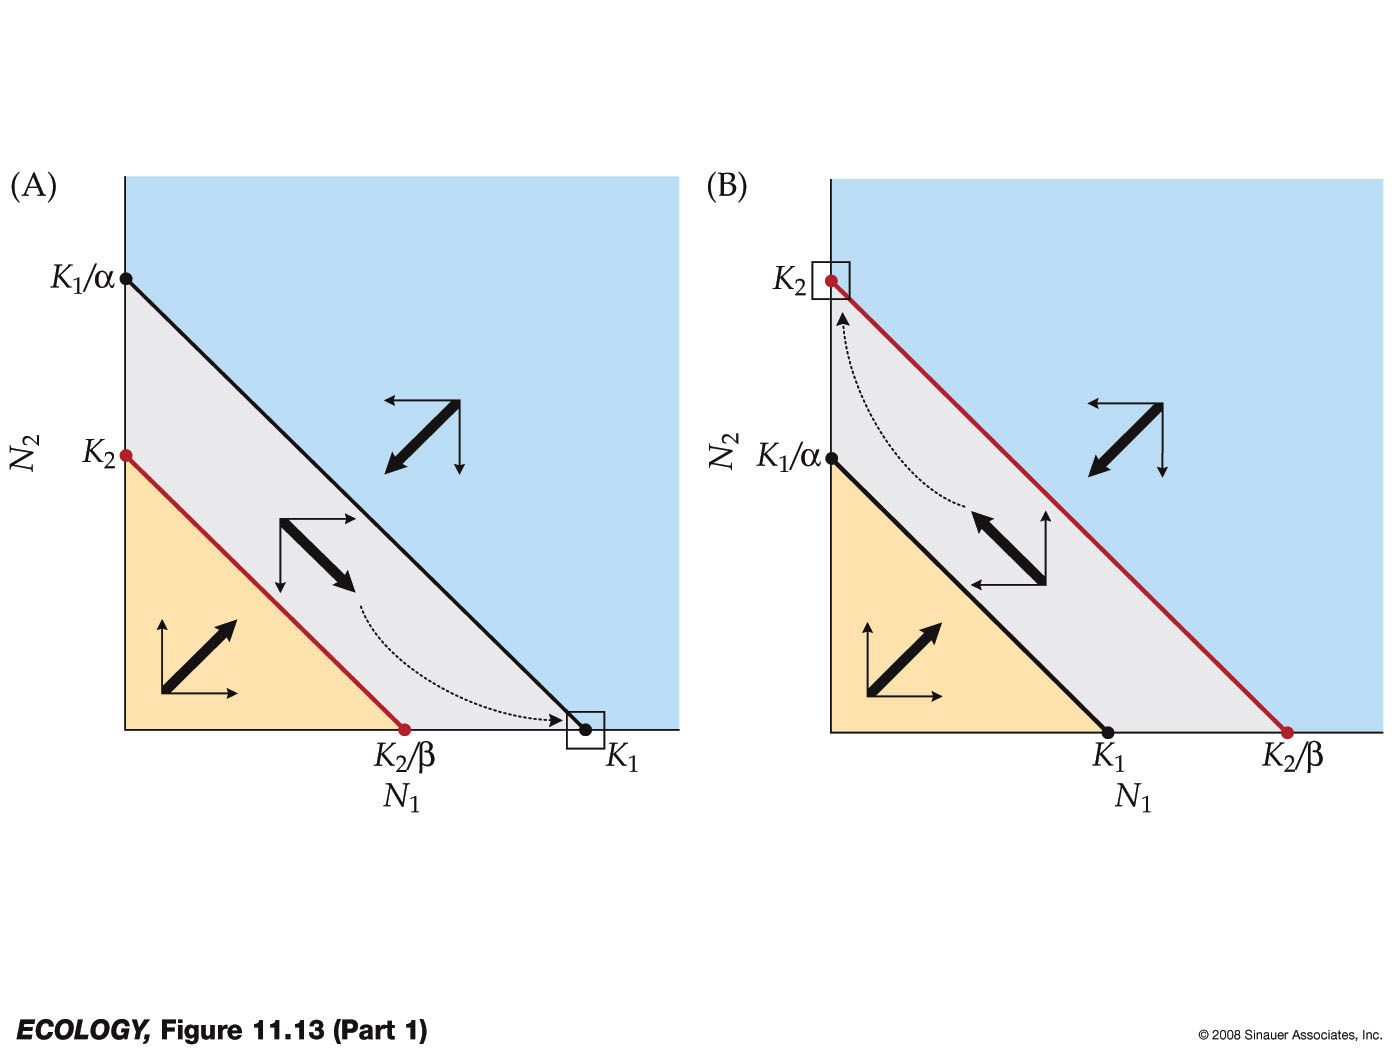 (A)
K₁/α
K₂
N₂
K₂/β
K₁
N₁
(B)
K₂
K₁/α
N₂
K₁
K₂/β
N₁
ECOLOGY, Figure 11.13 (Part 1)
© 2008 Sinauer Associates, Inc.